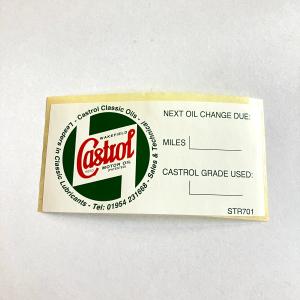 Leaders in Classic Lubricants - Tel: 01954 231668 - Sales & Technical - Castrol Classic Oils -
WAKEFIELD
Castrol
MOTOR OIL
NEXT OIL CHANGE DUE:
MILES
CASTROL GRADE USED:
STR701